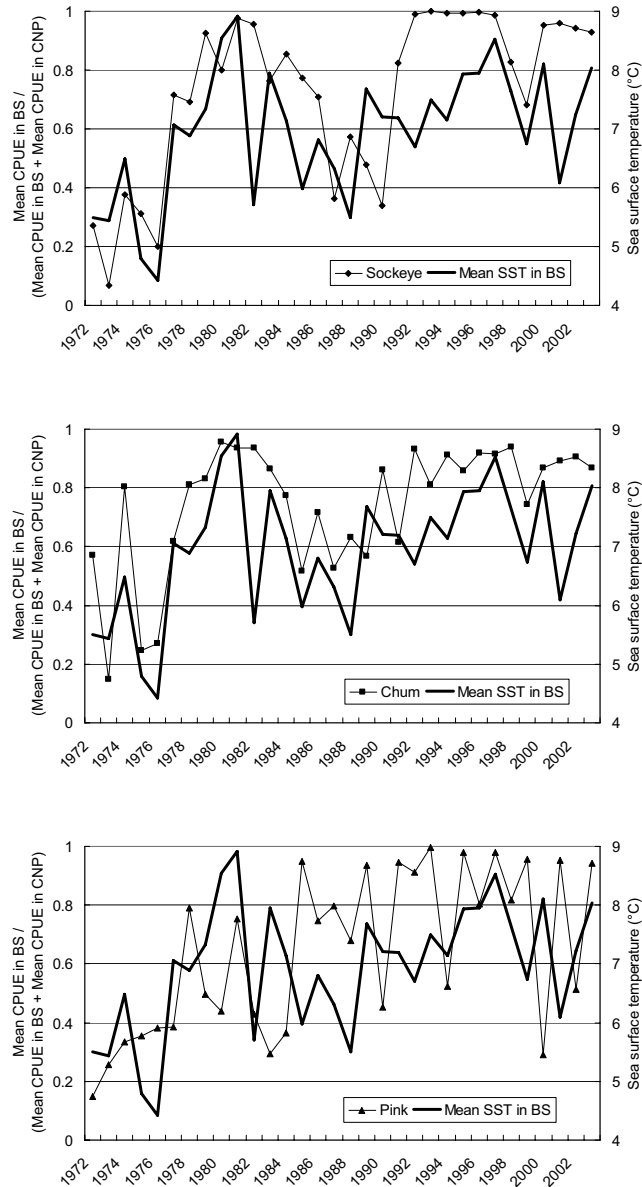 Mean CPUE in BS /
(Mean CPUE in BS + Mean CPUE in CNP)
1
0.8
0.6
0.4
0.2
0
9
8
7
6
5
4
Sea surface temperature (°C)
Sockeye Mean SST in BS
1972 1974 1976 1978 1980 1982 1984 1986 1988 1990 1992 1994 1996 1998 2000 2002
Mean CPUE in BS /
(Mean CPUE in BS + Mean CPUE in CNP)
1
0.8
0.6
0.4
0.2
0
9
8
7
6
5
4
Sea surface temperature (°C)
Chum Mean SST in BS
1972 1974 1976 1978 1980 1982 1984 1986 1988 1990 1992 1994 1996 1998 2000 2002
Mean CPUE in BS /
(Mean CPUE in BS + Mean CPUE in CNP)
1
0.8
0.6
0.4
0.2
0
9
8
7
6
5
4
Sea surface temperature (°C)
Pink Mean SST in BS
1972 1974 1976 1978 1980 1982 1984 1986 1988 1990 1992 1994 1996 1998 2000 2002